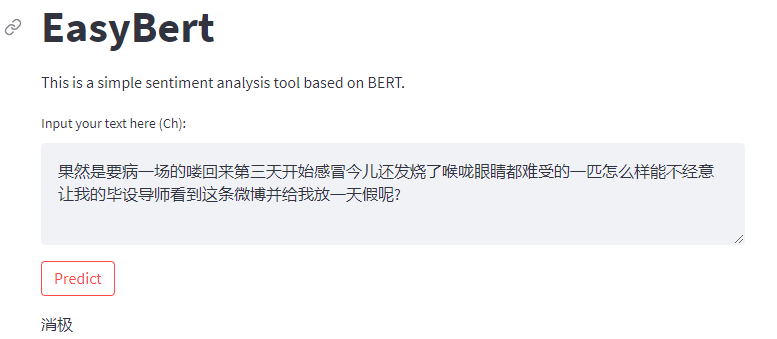 EasyBert
This is a simple sentiment analysis tool based on BERT.
Input your text here (Ch):
果然是要病一场的喽回来第三天开始感冒今儿还发烧了喉咙眼睛都难受的一匹怎么样能不经意
让我的毕设导师看到这条微博并给我放一天假呢?
Predict
消极